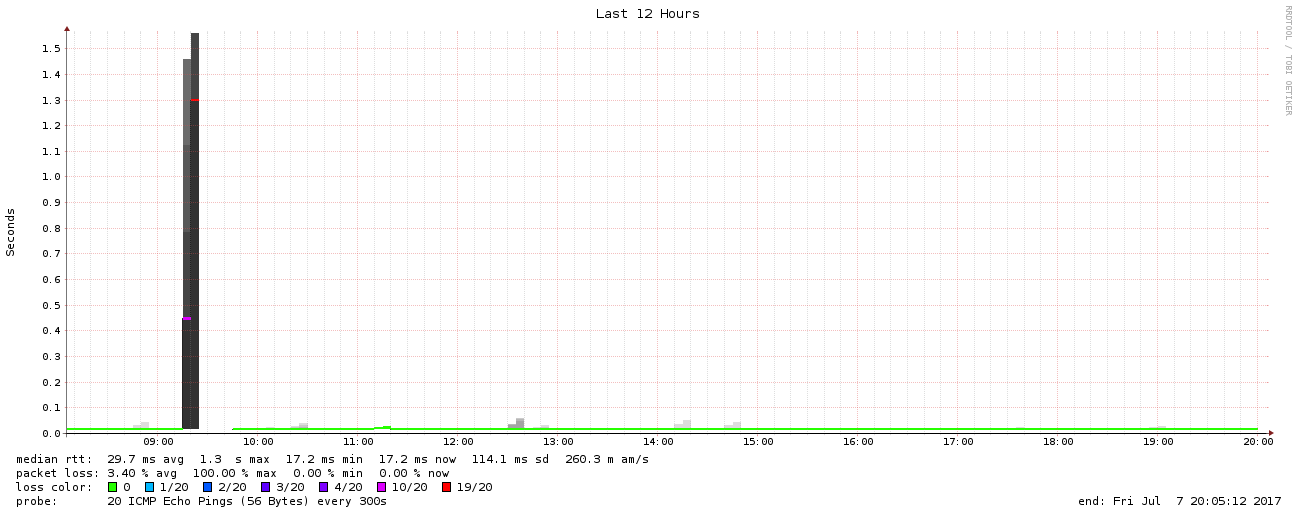 Last 12 Hours
RRDTOOL / TOBI OETIKER
Seconds
1.5
1.4
1.3
1.2
1.1
1.0
0.9
0.8
0.7
0.6
0.5
0.4
0.3
0.2
0.1
0.0
09:00 10:00 11:00 12:00 13:00 14:00 15:00 16:00 17:00 18:00 19:00 20:00
median rtt: 29.7 ms avg 1.3 s max 17.2 ms min 17.2 ms now 114.1 ms sd 260.3 m am/s
packet loss: 3.40 % avg 100.00 % max 0.00 % min 0.00 % now
loss color: 0 1/20 2/20 3/20 4/20 10/20 19/20
probe: 20 ICMP Echo Pings (56 Bytes) every 300s end: Fri Jul 7 20:05:12 2017